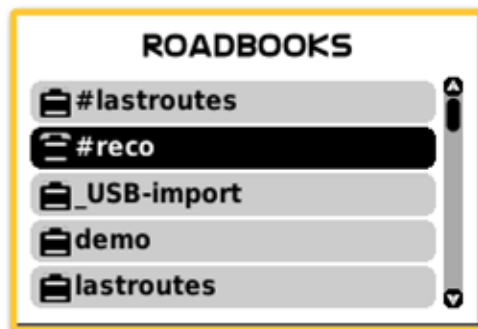 ROADBOOKS
#lastroutes
#reco
_USB-import
demo
lastroutes